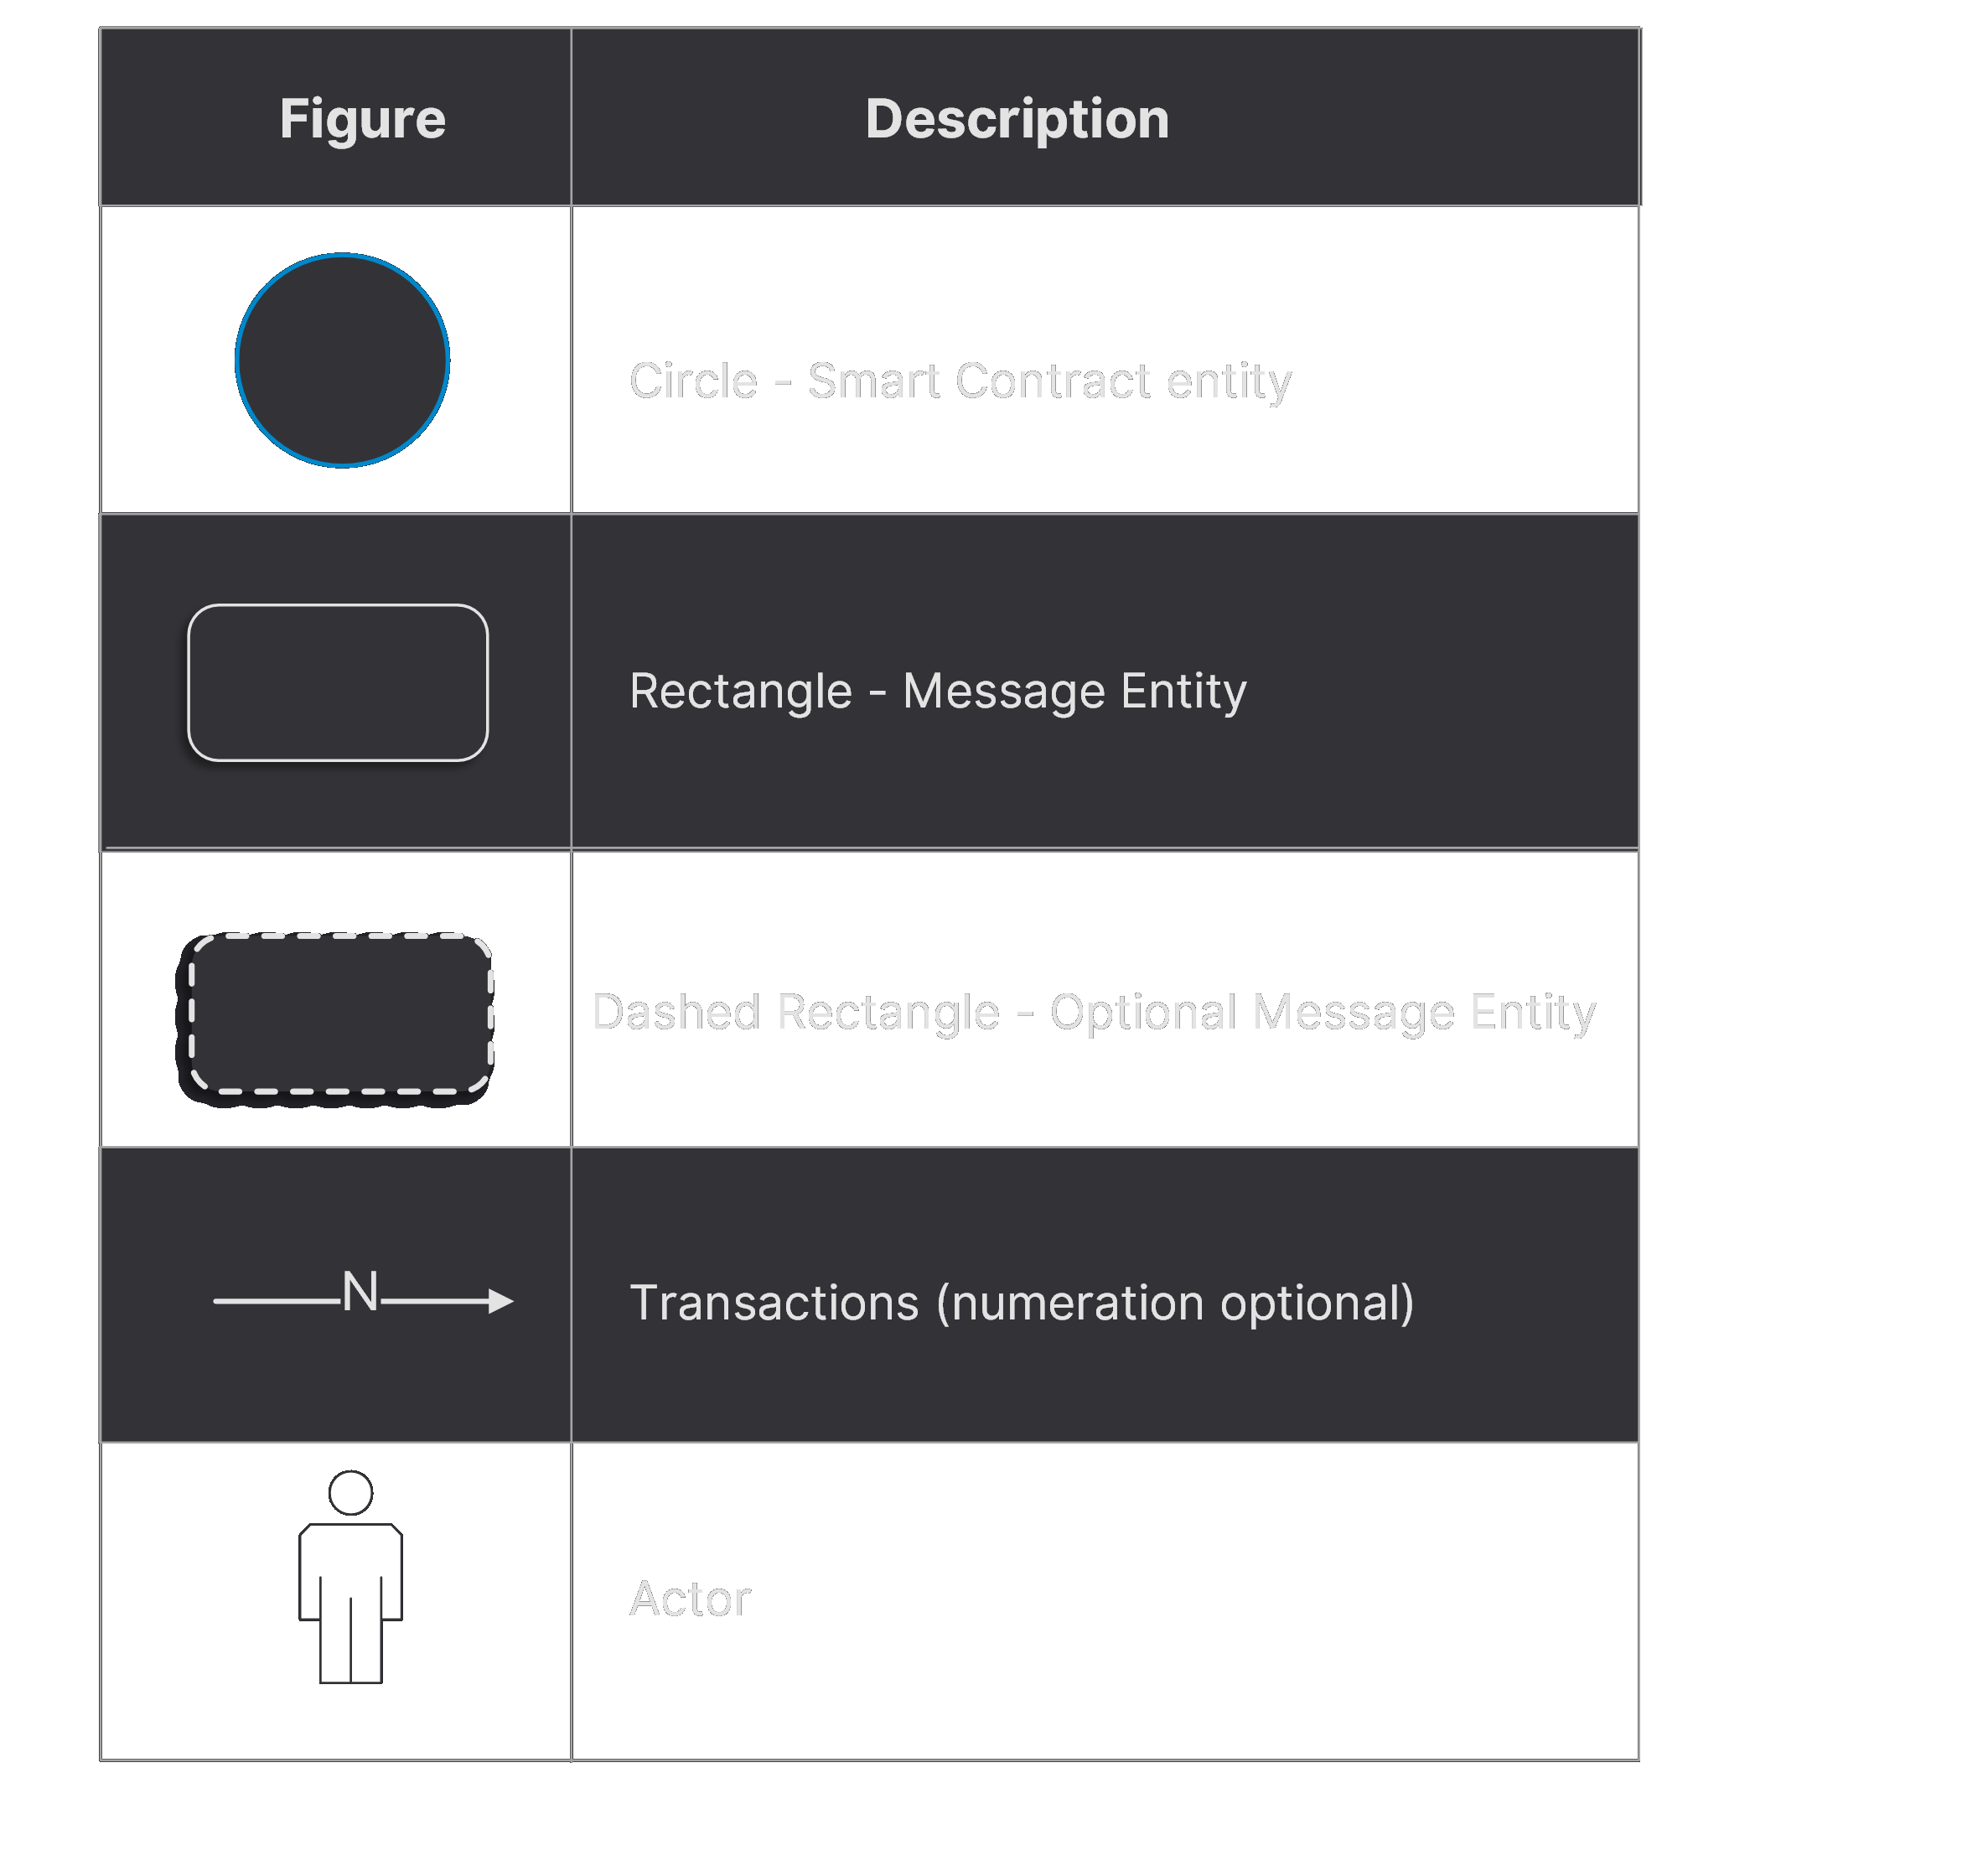 Figure
Description
Circle - Smart Contract entity
Rectangle - Message Entity
Dashed Rectangle - Optional Message Entity
N
Transactions (numeration optional)
Actor